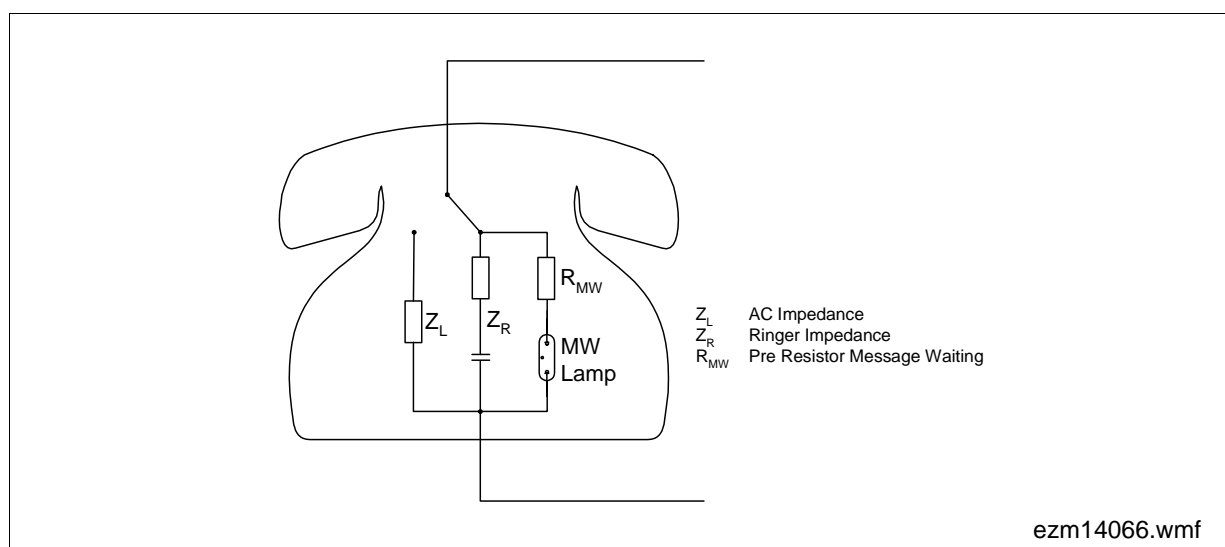 R_MW
Z_L
Z_R
MW
Lamp
Z_L AC Impedance
Z_R Ringer Impedance
R_MW Pre Resistor Message Waiting
ezm14066.wmf